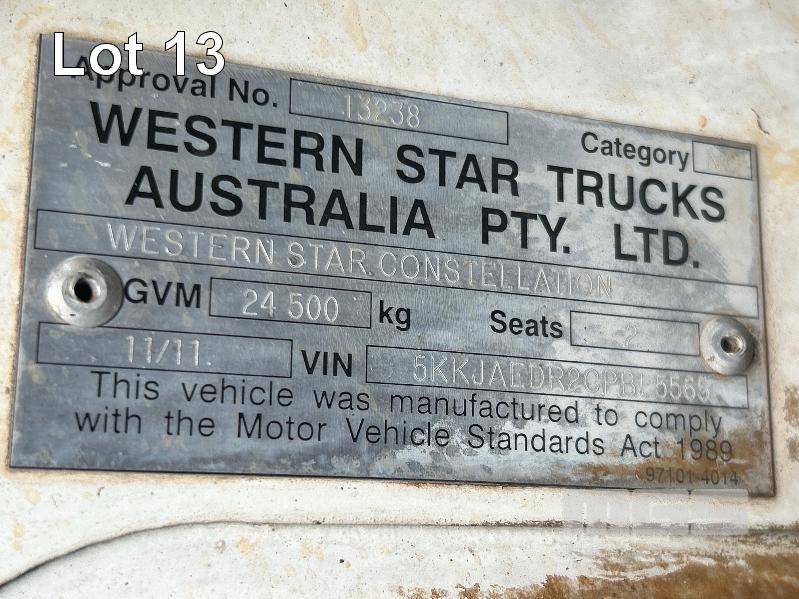 Lot 13
Approval No. 13238
Category
WESTERN STAR TRUCKS
AUSTRALIA PTY. LTD.
WESTERN STAR CONSTELLATION
GVM 24 500 kg Seats 2
11/11. VIN
This vehicle was manufactured to comply
with the Motor Vehicle Standards Act 1989
97101-4014